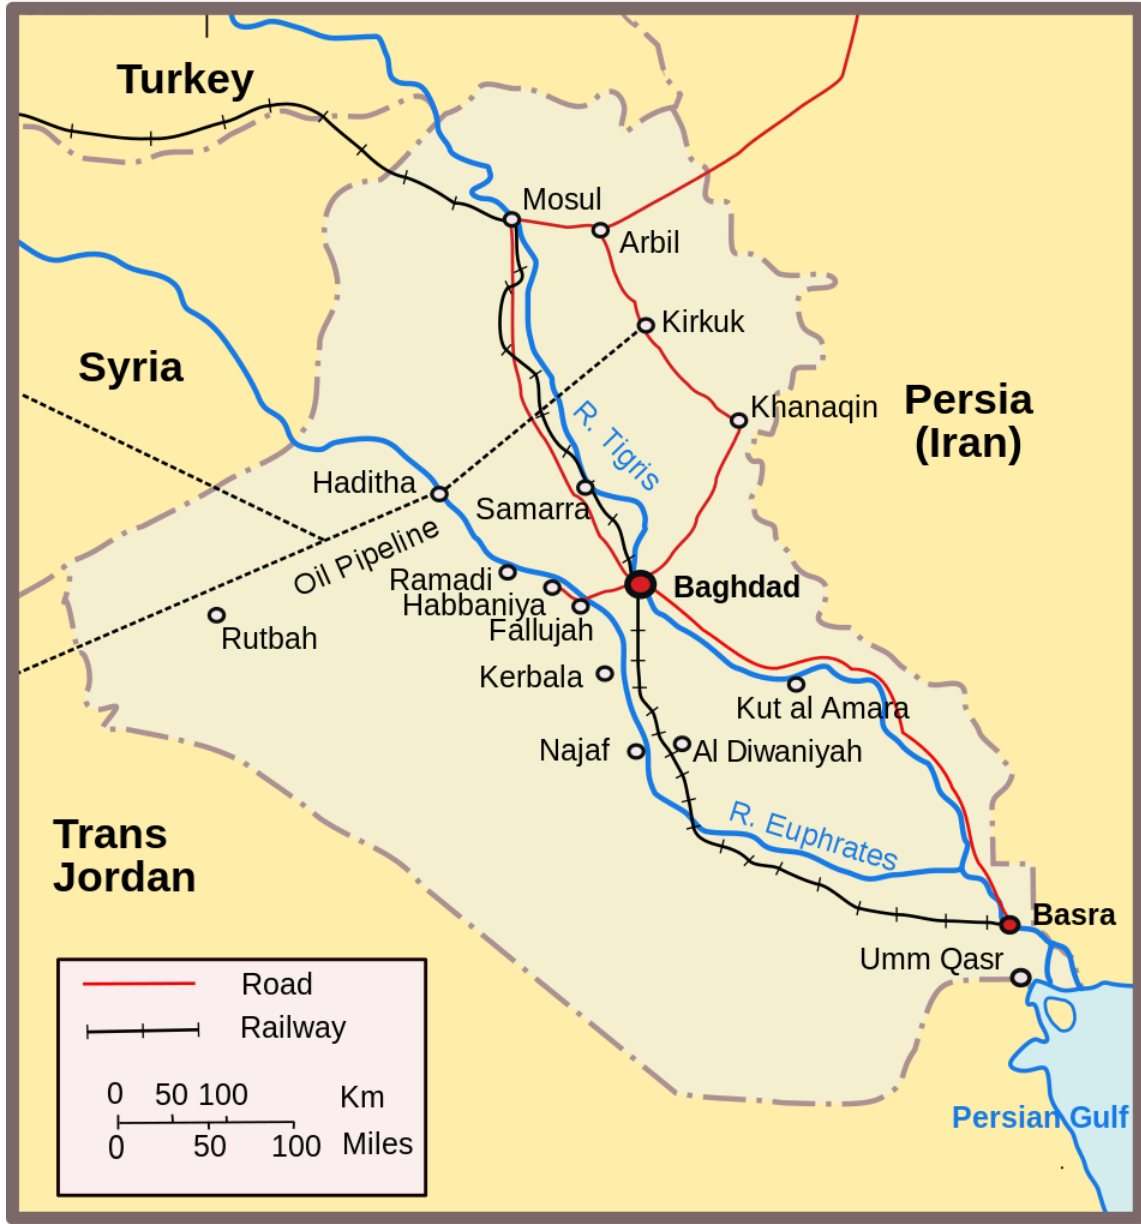 Turkey
Mosul
Arbil
Kirkuk
Syria
Persia
(Iran)
Khanaqin
R. Tigris
Haditha
Samarra
Oil Pipeline
Ramadi
Baghdad
Habbaniya
Fallujah
Rutbah
Kerbala
Kut al Amara
Najaf
Al Diwaniyah
R. Euphrates
Trans
Jordan
Basra
Umm Qasr
Road
Railway
0 50 100 Km
0 50 100 Miles
Persian Gulf